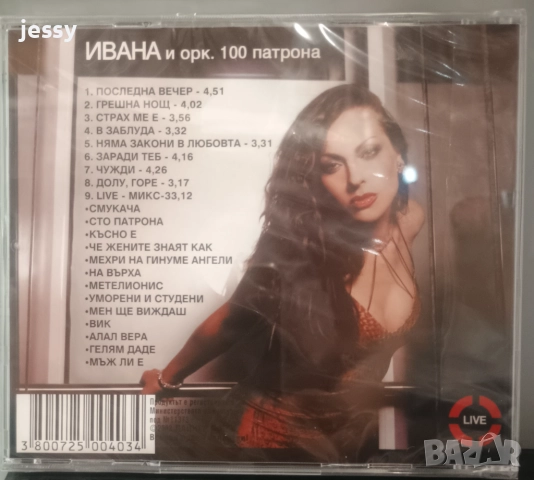 jessy
ИВАНА и орк. 100 патрона
1. ПОСЛЕДНА ВЕЧЕР - 4,51
2. ГРЕШНА НОЩ - 4,02
3. СТРАХ МЕ Е - 3,56
4. В ЗАБЛУДА - 3,32
5. НЯМА ЗАКОНИ В ЛЮБОВТА - 3,31
6. ЗАРАДИ ТЕБ - 4,16
7. ЧУЖДИ - 4,26
8. ДОЛУ, ГОРЕ - 3,17
9. LIVE - МИКС-33,12
•СМУКАЧА
•СТО ПАТРОНА
•КЪСНО Е
•ЧЕ ЖЕНИТЕ ЗНАЯТ КАК
•МЕХРИ НА ГИНУМЕ АНГЕЛИ
•НА ВЪРХА
•МЕТЕЛИОНИС
•УМОРЕНИ И СТУДЕНИ
•МЕН ЩЕ ВИЖДАШ
•ВИК
•АЛАЛ ВЕРА
•ГЕЛЯМ ДАДЕ
•МЪЖ ЛИ Е
Продуктът е
Министерство
3 800725 004034
LIVE
BAZAR